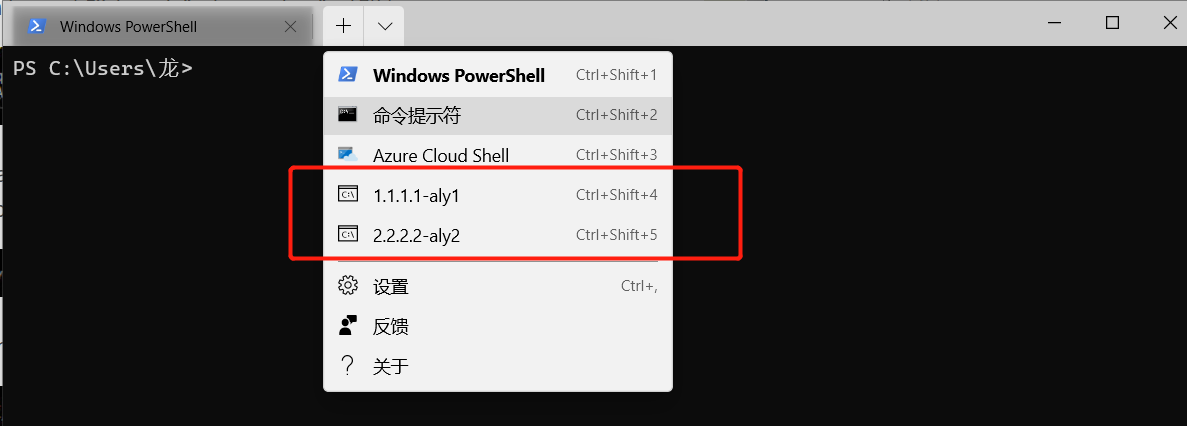 Windows PowerShell
PS C:\Users\龙>
Windows PowerShell Ctrl+Shift+1
命令提示符 Ctrl+Shift+2
Azure Cloud Shell Ctrl+Shift+3
1.1.1.1-aly1 Ctrl+Shift+4
2.2.2.2-aly2 Ctrl+Shift+5
设置 Ctrl+,
反馈
关于